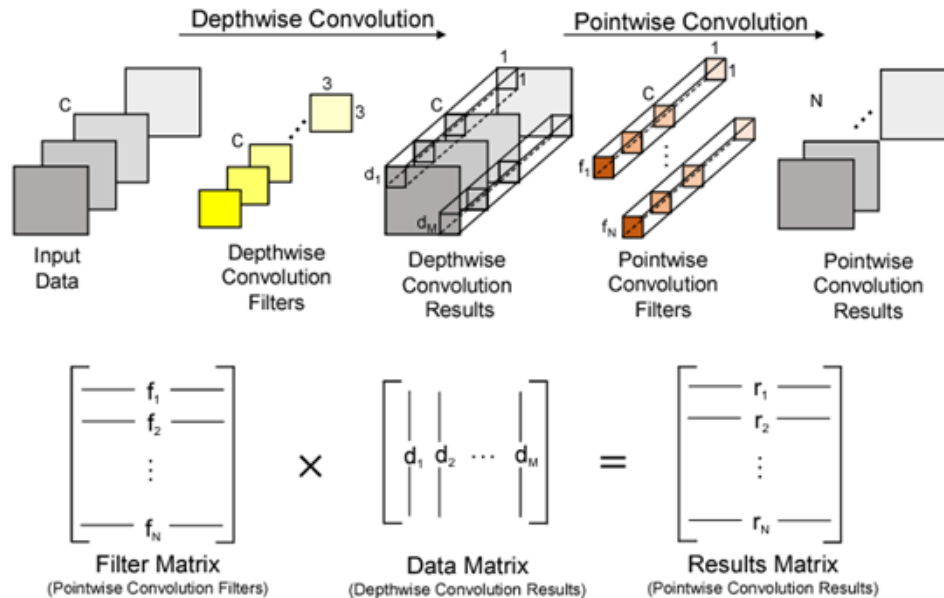 Depthwise Convolution
Pointwise Convolution
C
C
3
3
1
1
C
d1
dM
1
1
C
f1
fN
N
Input
Data
Depthwise
Convolution
Filters
Depthwise
Convolution
Results
Pointwise
Convolution
Filters
Pointwise
Convolution
Results
f1
f2
⋮
fN
×
d1 d2 ⋯ dM
=
r1
r2
⋮
rN
Filter Matrix
(Pointwise Convolution Filters)
Data Matrix
(Depthwise Convolution Results)
Results Matrix
(Pointwise Convolution Results)